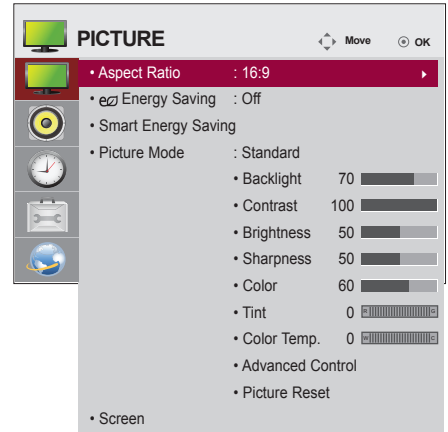 PICTURE Move OK
• Aspect Ratio : 16:9
• Energy Saving : Off
• Smart Energy Saving
• Picture Mode : Standard
• Backlight 70
• Contrast 100
• Brightness 50
• Sharpness 50
• Color 60
• Tint 0 R G
• Color Temp. 0 W C
• Advanced Control
• Picture Reset
• Screen